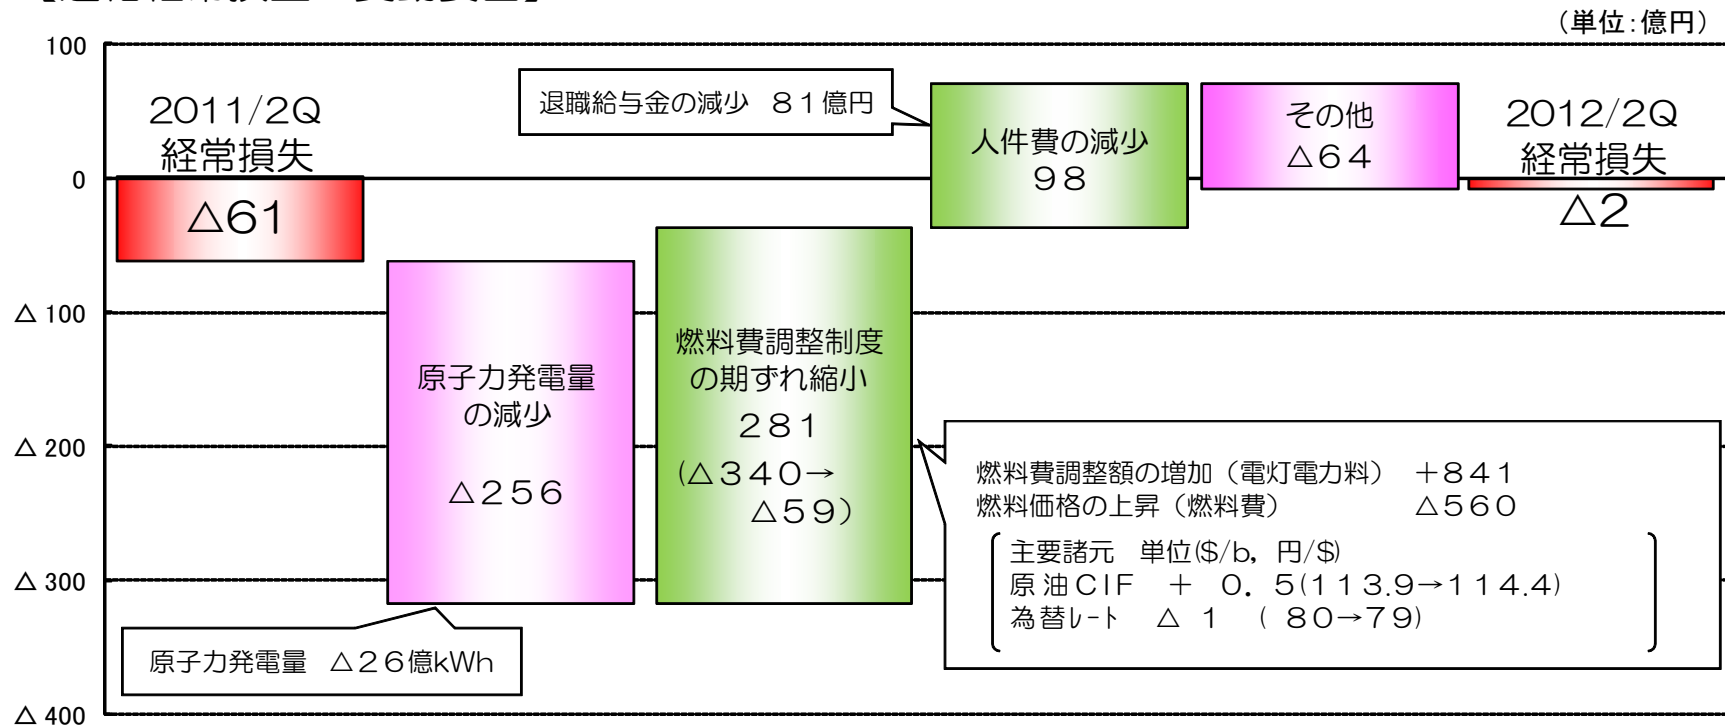 （単位：億円）
100
0
△ 100
△ 200
△ 300
△ 400
2011/2Q
経常損失
△61
原子力発電量
の減少
△256
原子力発電量　△26億kWh
燃料費調整制度
の期ずれ縮小
281
(△340→
△59)
退職給与金の減少　81億円
人件費の減少
98
その他
△64
2012/2Q
経常損失
△2
燃料費調整額の増加（電灯電力料）　＋841
燃料価格の上昇（燃料費）　△560
主要諸元　単位($/b，円/$)
原油CIF　＋　0．5(113.9→114.4)
為替ﾚｰﾄ　△　1　(　80→79)